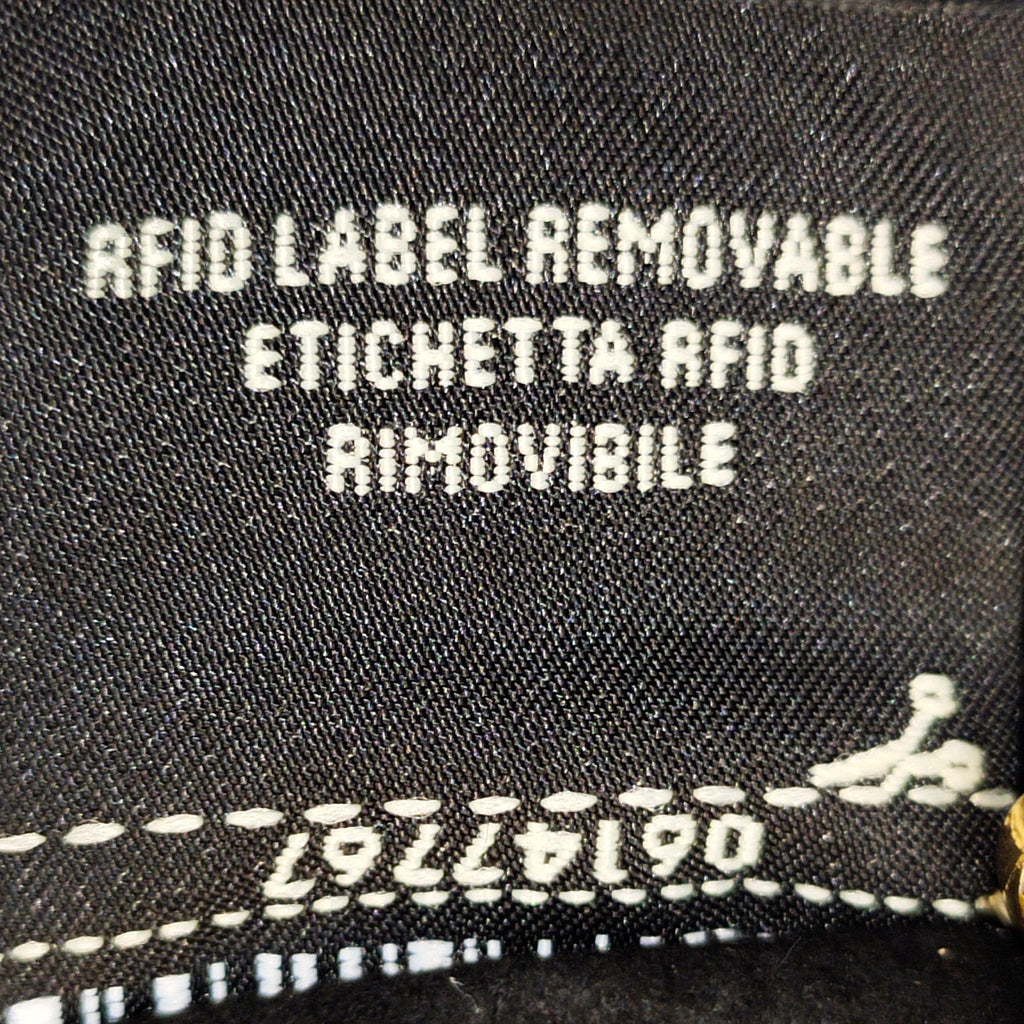 RFID LABEL REMOVABLE
ETICHETTA RFID
RIMOVIBILE
06147767